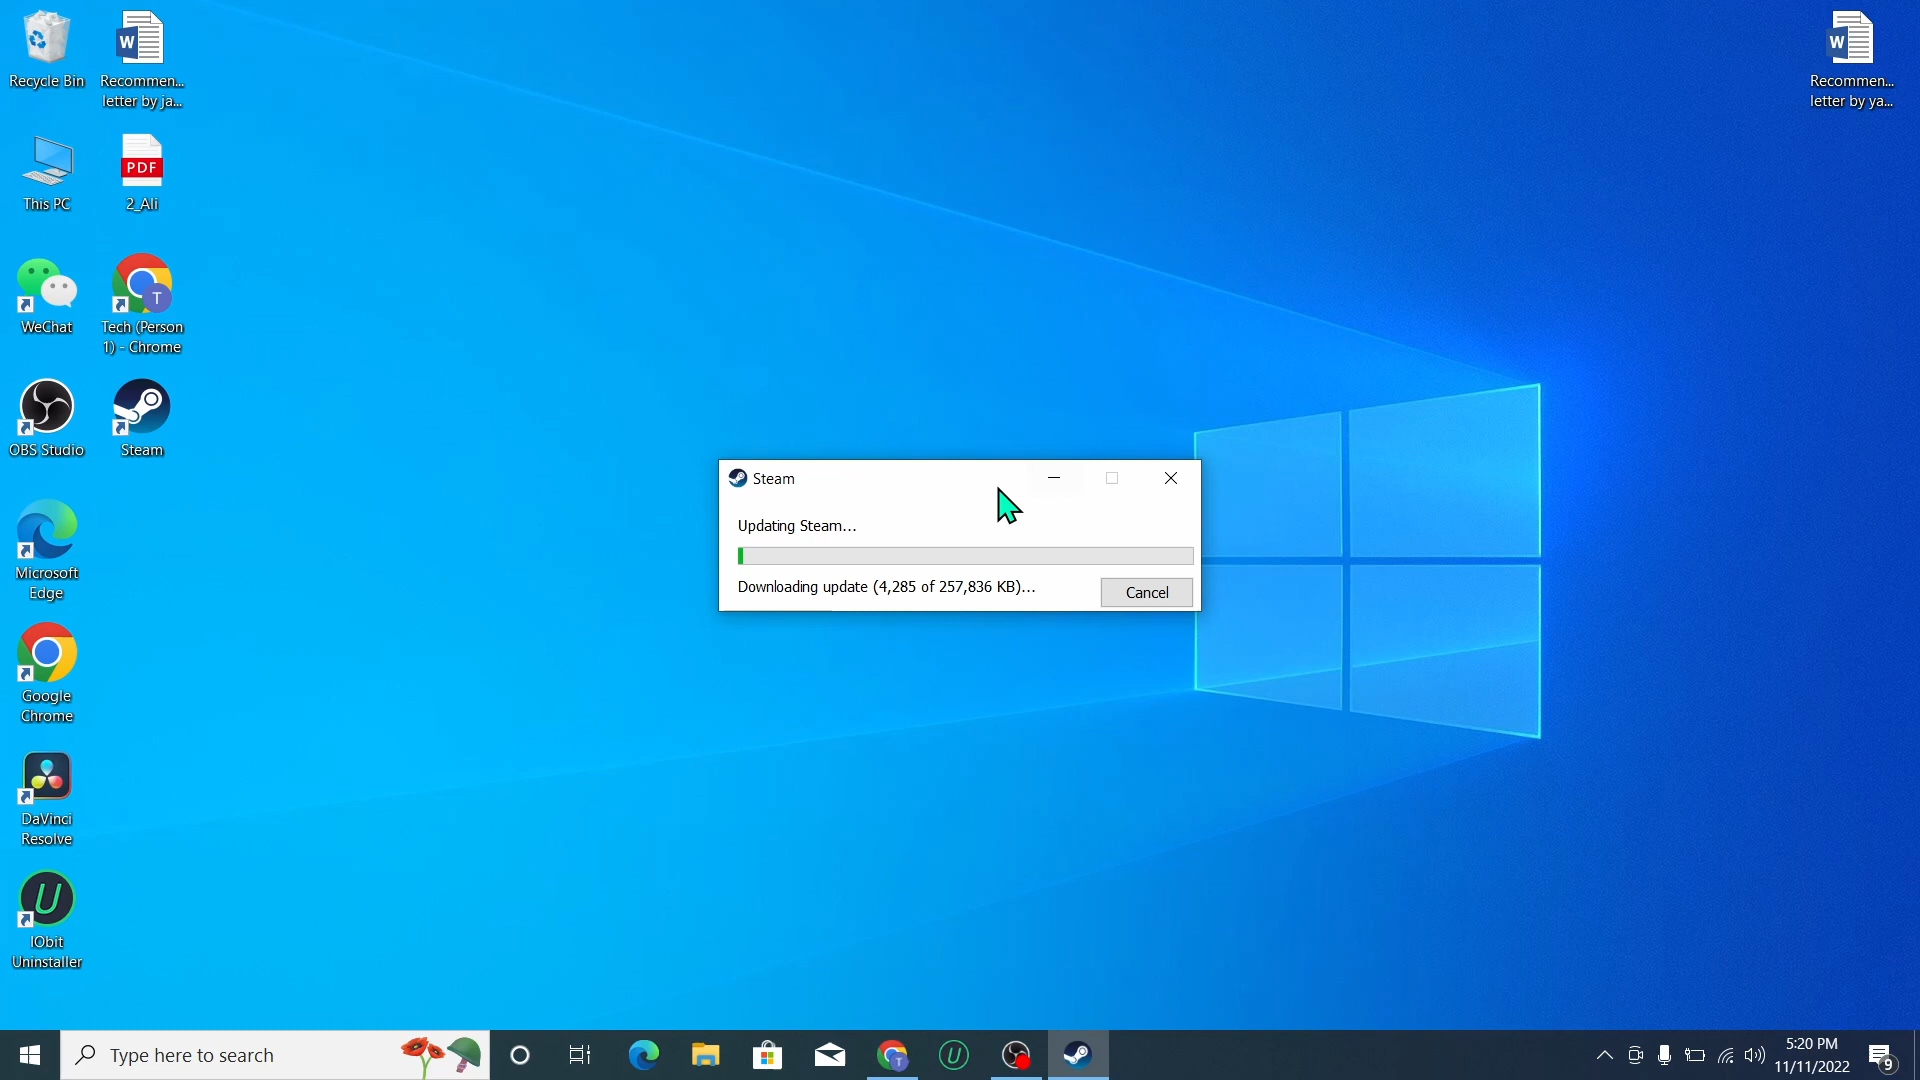 Recycle Bin
Recommen...
letter by ja...
Recommen...
letter by ya...
This PC
PDF
2_Ali
WeChat
T
Tech (Person
1) - Chrome
OBS Studio
Steam
Steam
Updating Steam...
Downloading update (4,285 of 257,836 KB)...
Cancel
Microsoft
Edge
Google
Chrome
DaVinci
Resolve
IObit
Uninstaller
Type here to search
5:20 PM
11/11/2022
9